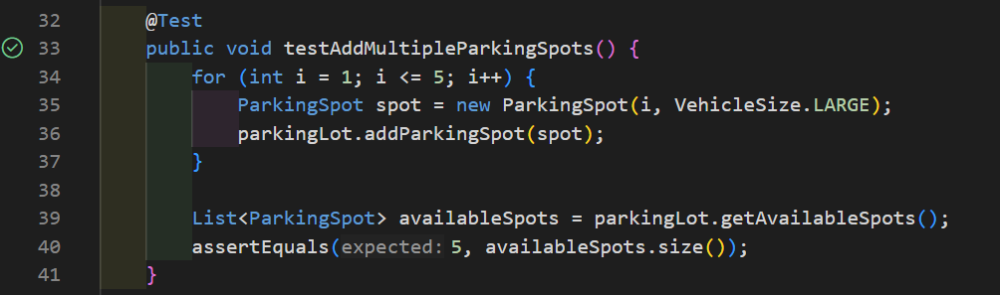 32 @Test
33 public void testAddMultipleParkingSpots() {
34 for (int i = 1; i <= 5; i++) {
35 ParkingSpot spot = new ParkingSpot(i, VehicleSize.LARGE);
36 parkingLot.addParkingSpot(spot);
37 }
38
39 List<ParkingSpot> availableSpots = parkingLot.getAvailableSpots();
40 assertEquals(expected: 5, availableSpots.size());
41 }